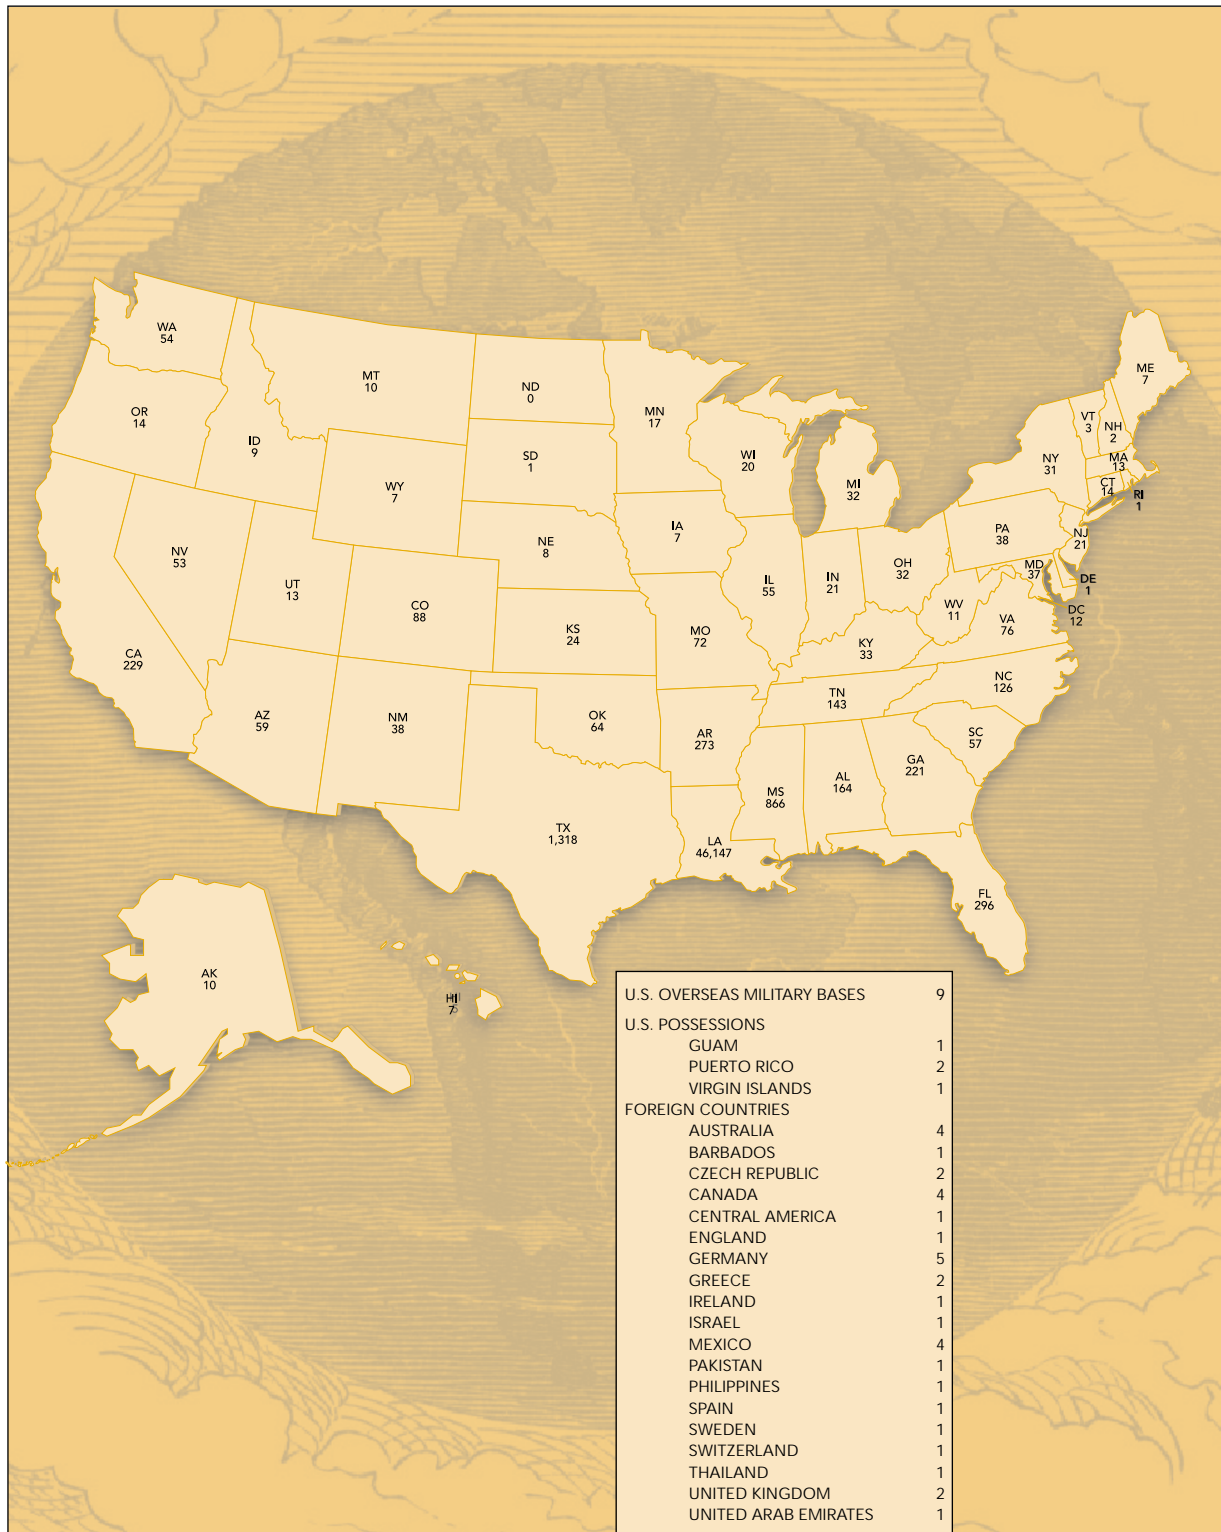 WA
54
MT
10
ND
0
MN
17
ME
7
OR
14
ID
9
SD
1
WI
20
MI
32
VT
3
NH
2
NY
31
MA
13
CT
14
RI
1
WY
7
NE
8
IA
7
PA
38
NJ
21
NV
53
UT
13
CO
88
KS
24
MO
72
IL
55
IN
21
OH
32
MD
37
DE
1
DC
12
WV
11
VA
76
KY
33
CA
229
AZ
59
NM
38
OK
64
AR
273
TN
143
NC
126
SC
57
MS
866
AL
164
GA
221
TX
1,318
LA
46,147
FL
296
AK
10
HI
7
U.S. OVERSEAS MILITARY BASES 9
U.S. POSSESSIONS
GUAM 1
PUERTO RICO 2
VIRGIN ISLANDS 1
FOREIGN COUNTRIES
AUSTRALIA 4
BARBADOS 1
CZECH REPUBLIC 2
CANADA 4
CENTRAL AMERICA 1
ENGLAND 1
GERMANY 5
GREECE 2
IRELAND 1
ISRAEL 1
MEXICO 4
PAKISTAN 1
PHILIPPINES 1
SPAIN 1
SWEDEN 1
SWITZERLAND 1
THAILAND 1
UNITED KINGDOM 2
UNITED ARAB EMIRATES 1